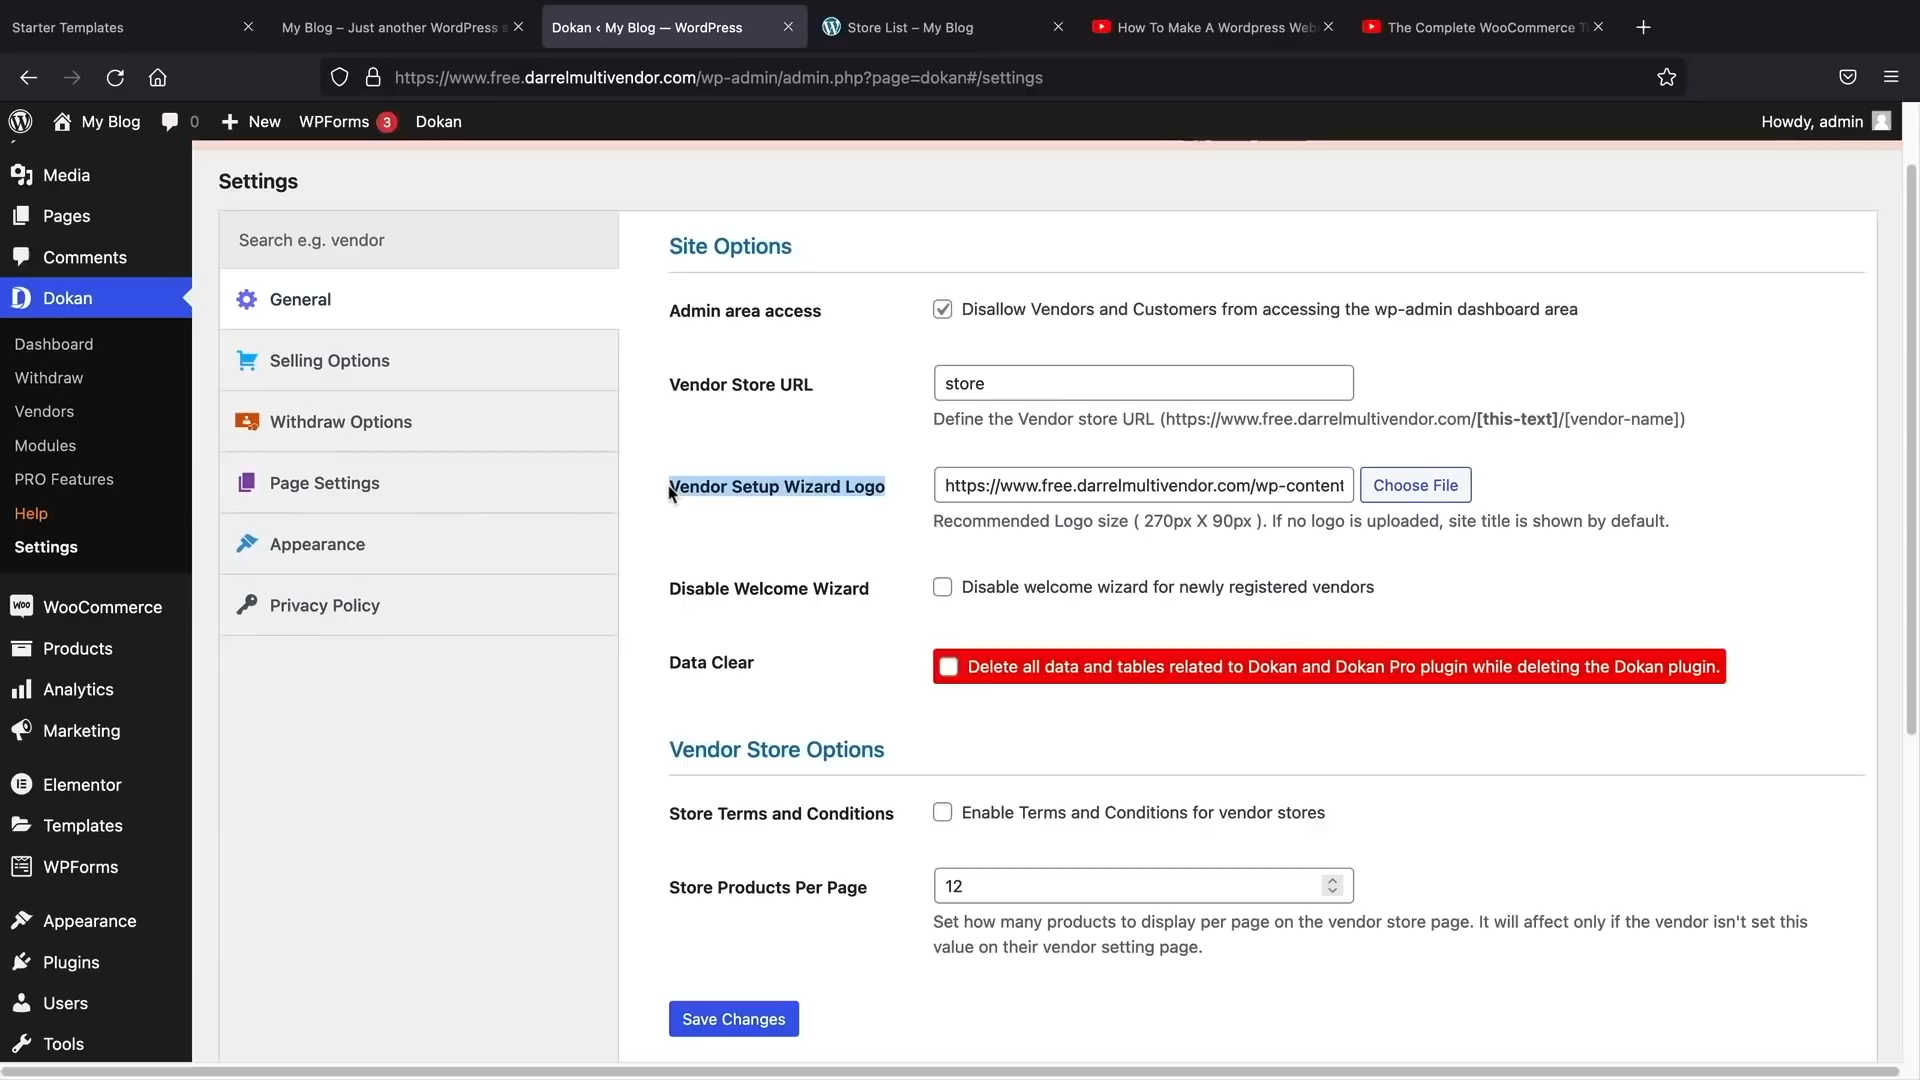 Starter Templates
My Blog – Just another WordPress s
Dokan ‹ My Blog — WordPress
Store List – My Blog
How To Make A Wordpress Web
The Complete WooCommerce T
https://www.free.darrelmultivendor.com/wp-admin/admin.php?page=dokan#/settings
My Blog
0
New
WPForms 3
Dokan
Howdy, admin
Media
Pages
Comments
Dokan
Dashboard
Withdraw
Vendors
Modules
PRO Features
Help
Settings
WooCommerce
Products
Analytics
Marketing
Elementor
Templates
WPForms
Appearance
Plugins
Users
Tools
Settings
Search e.g. vendor
General
Selling Options
Withdraw Options
Page Settings
Appearance
Privacy Policy
Site Options
Admin area access
Disallow Vendors and Customers from accessing the wp-admin dashboard area
Vendor Store URL
store
Define the Vendor store URL (https://www.free.darrelmultivendor.com/[this-text]/[vendor-name])
Vendor Setup Wizard Logo
https://www.free.darrelmultivendor.com/wp-content
Choose File
Recommended Logo size ( 270px X 90px ). If no logo is uploaded, site title is shown by default.
Disable Welcome Wizard
Disable welcome wizard for newly registered vendors
Data Clear
Delete all data and tables related to Dokan and Dokan Pro plugin while deleting the Dokan plugin.
Vendor Store Options
Store Terms and Conditions
Enable Terms and Conditions for vendor stores
Store Products Per Page
12
Set how many products to display per page on the vendor store page. It will affect only if the vendor isn't set this
value on their vendor setting page.
Save Changes